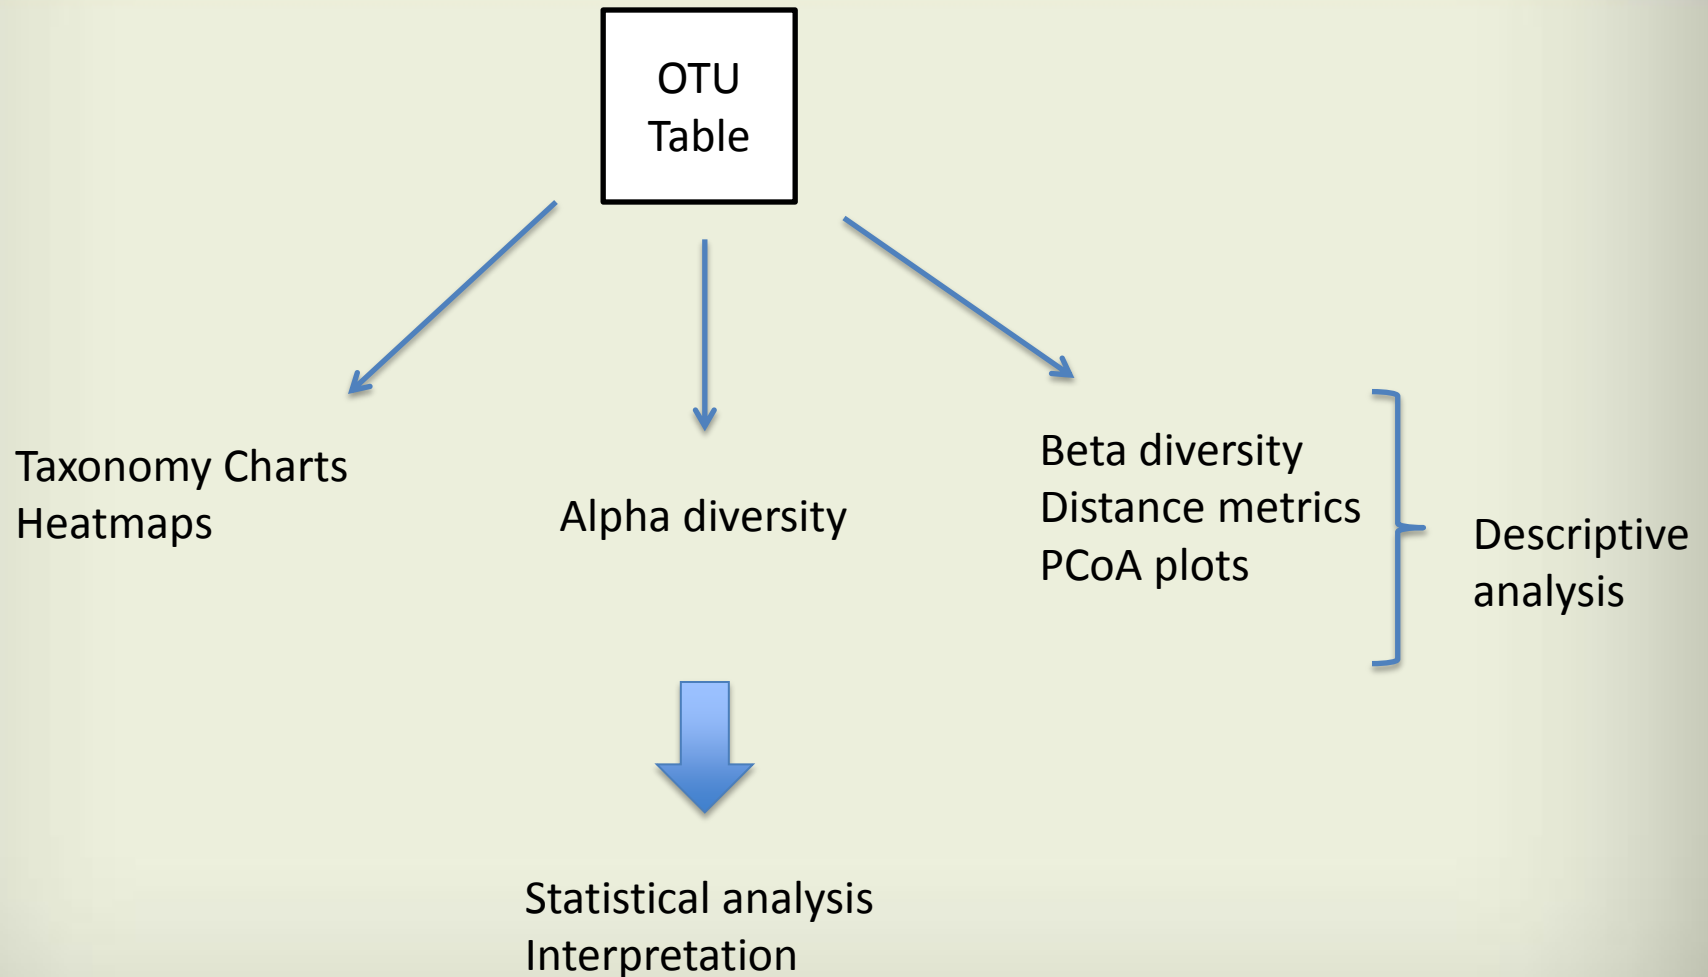 OTU
Table
Taxonomy Charts
Heatmaps
Alpha diversity
Beta diversity
Distance metrics
PCoA plots
Descriptive
analysis
Statistical analysis
Interpretation